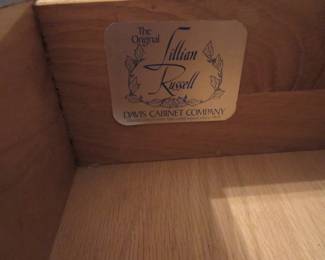 The
Original
Lillian
Russell
DAVIS CABINET COMPANY